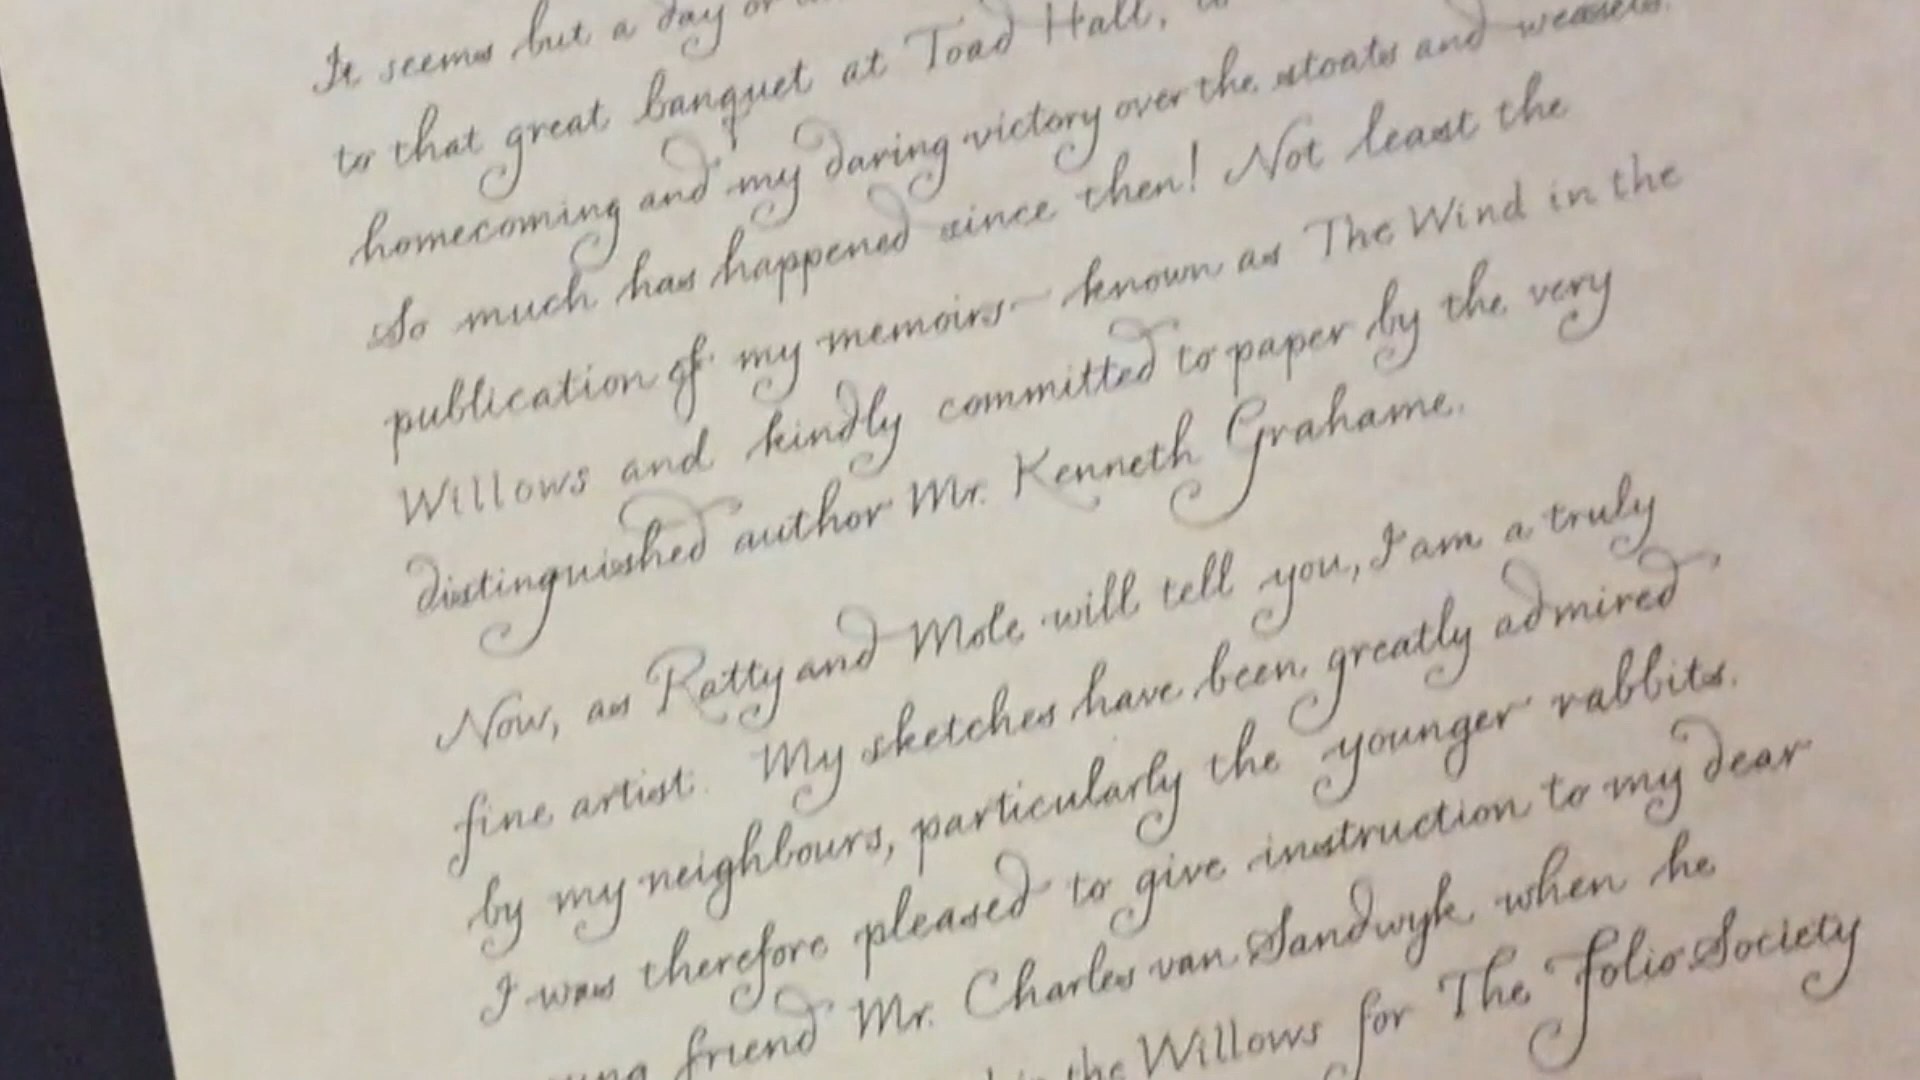 It seems but a day or
to that great banquet at Toad Hall,
homecoming and my daring victory over the stoats and weasels.
So much has happened since then! Not least the
publication of my memoirs – known as The Wind in the
Willows and kindly committed to paper by the very
distinguished author Mr. Kenneth Grahame.
Now, as Ratty and Mole will tell you, I am a truly
fine artist. My sketches have been greatly admired
by my neighbours, particularly the younger rabbits.
I was therefore pleased to give instruction to my dear
friend Mr. Charles van Sandwyk when he
the Willows for The Folio Society